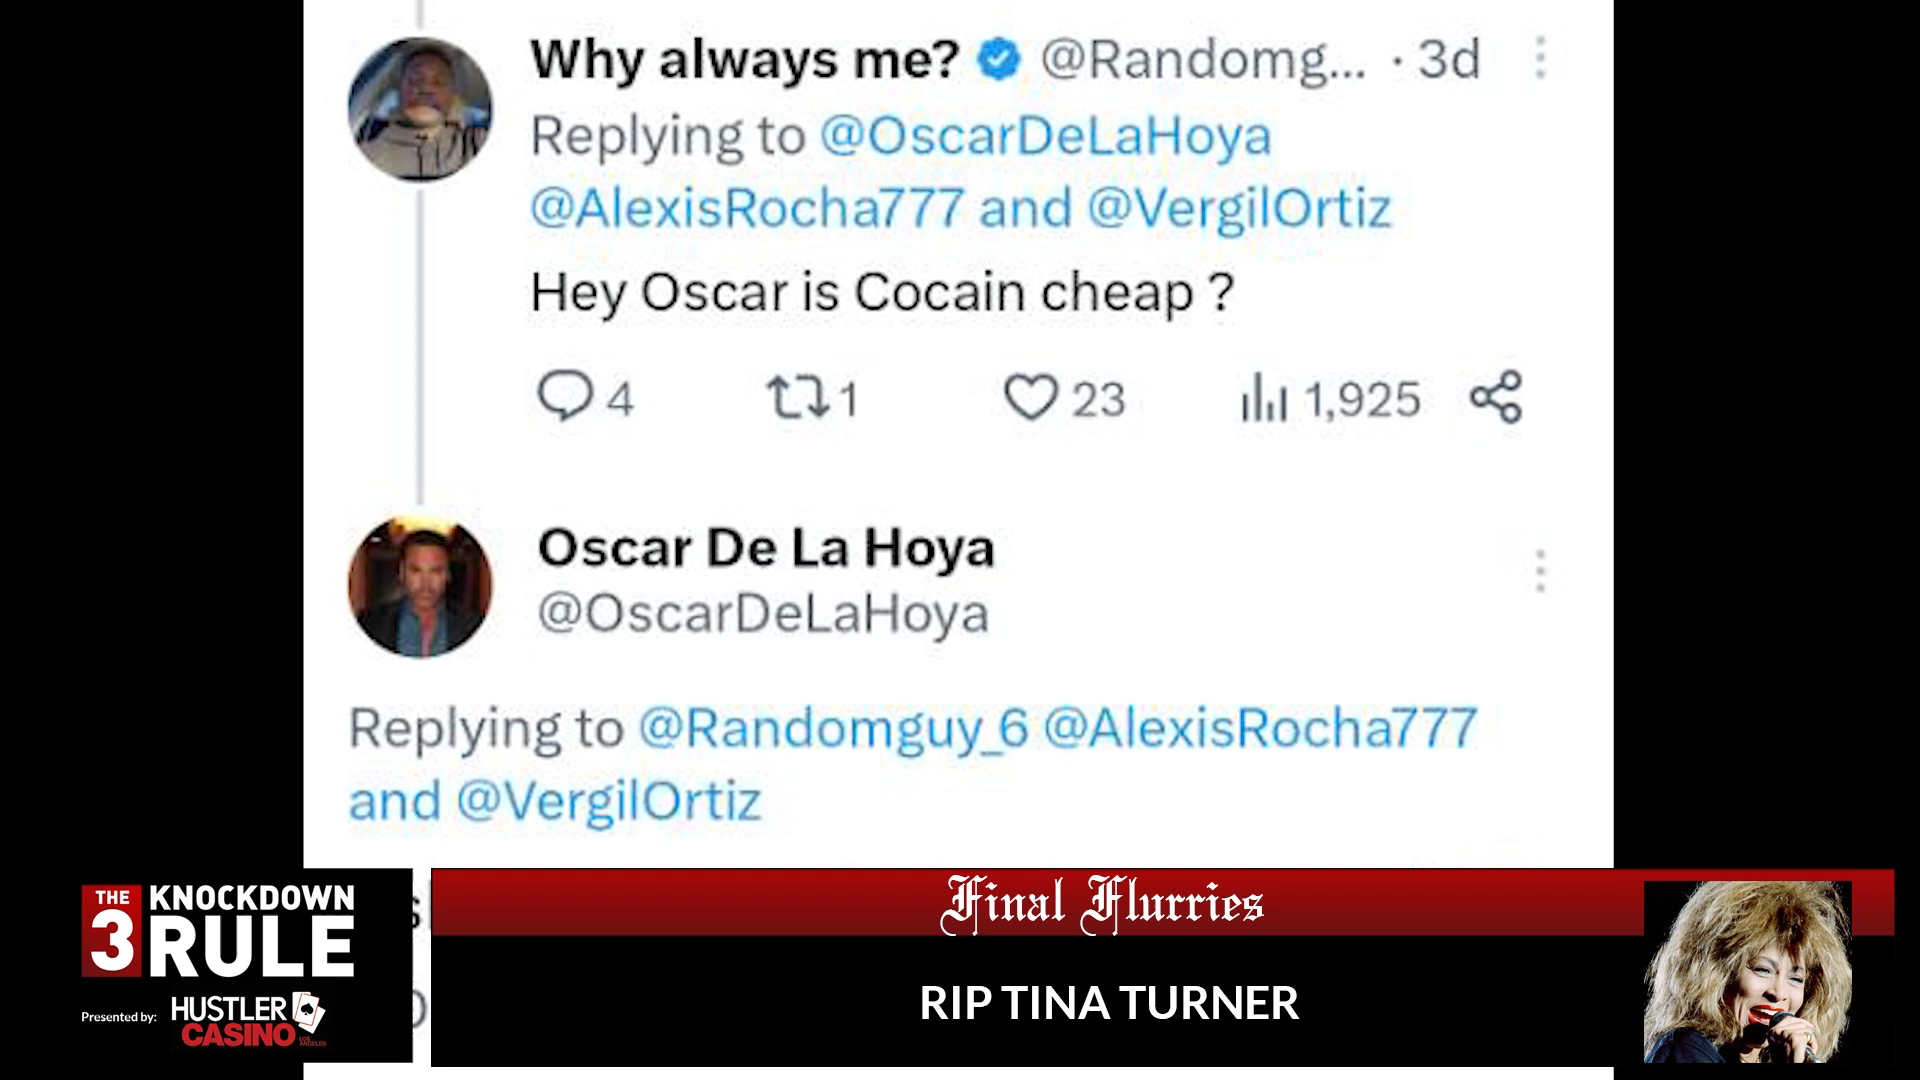 Why always me? @Randomg... · 3d
Replying to @OscarDeLaHoya
@AlexisRocha777 and @VergilOrtiz
Hey Oscar is Cocain cheap ?
4 1 23 1,925
Oscar De La Hoya
@OscarDeLaHoya
Replying to @Randomguy_6 @AlexisRocha777
and @VergilOrtiz
THE 3 KNOCKDOWN
RULE
Presented by: HUSTLER
CASINO
LOS ANGELES
Final Flurries
RIP TINA TURNER